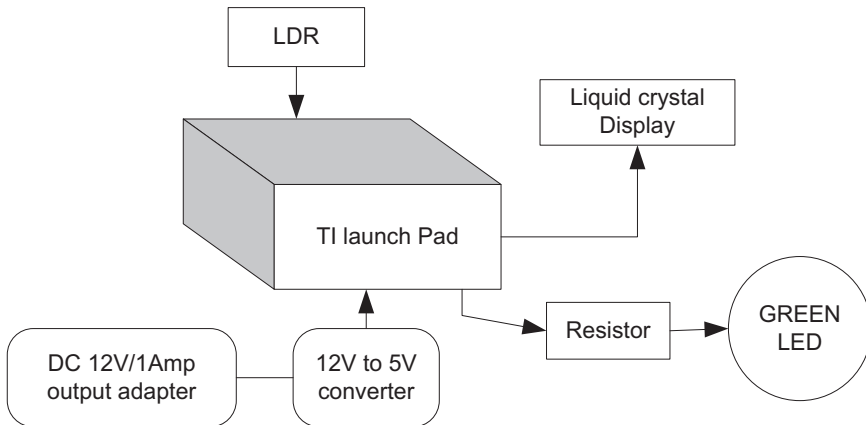 LDR
Liquid crystal
Display
TI launch Pad
GREEN
LED
Resistor
DC 12V/1Amp
output adapter
12V to 5V
converter